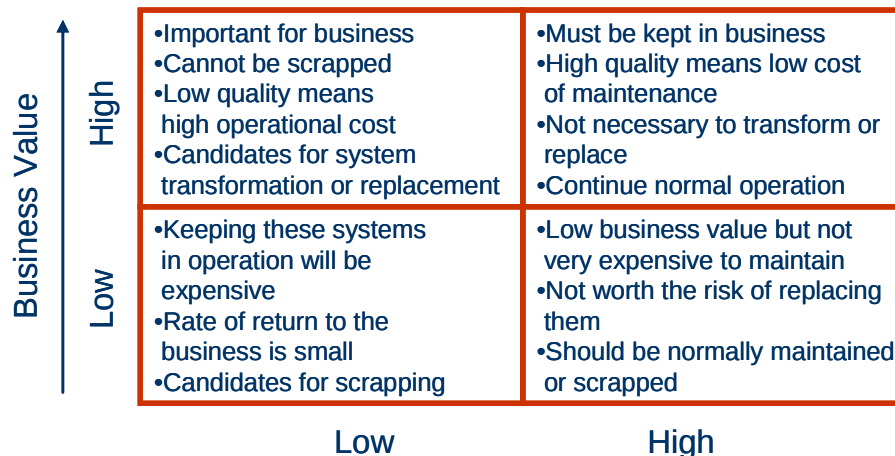 Business Value
High
Low
•Important for business
•Cannot be scrapped
•Low quality means
high operational cost
•Candidates for system
transformation or replacement
•Must be kept in business
•High quality means low cost
of maintenance
•Not necessary to transform or
replace
•Continue normal operation
•Keeping these systems
in operation will be
expensive
•Rate of return to the
business is small
•Candidates for scrapping
•Low business value but not
very expensive to maintain
•Not worth the risk of replacing
them
•Should be normally maintained
or scrapped
Low
High